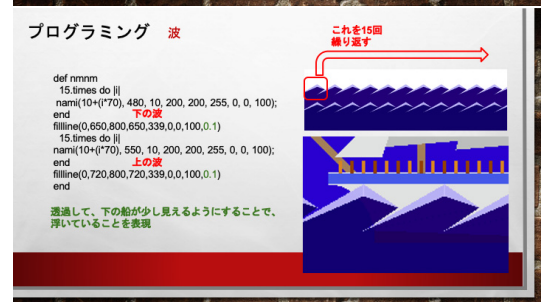 プログラミング 波
これを15回
繰り返す
def nmnm
15.times do |i|
nami(10+(i*70), 480, 10, 200, 200, 255, 0, 0, 100);
end 下の波
fillline(0,650,800,650,339,0,0,100,0.1)
15.times do |i|
nami(10+(i*70), 550, 10, 200, 200, 255, 0, 0, 100);
end 上の波
fillline(0,720,800,720,339,0,0,100,0.1)
end
透過して、下の船が少し見えるようにすることで、
浮いていることを表現